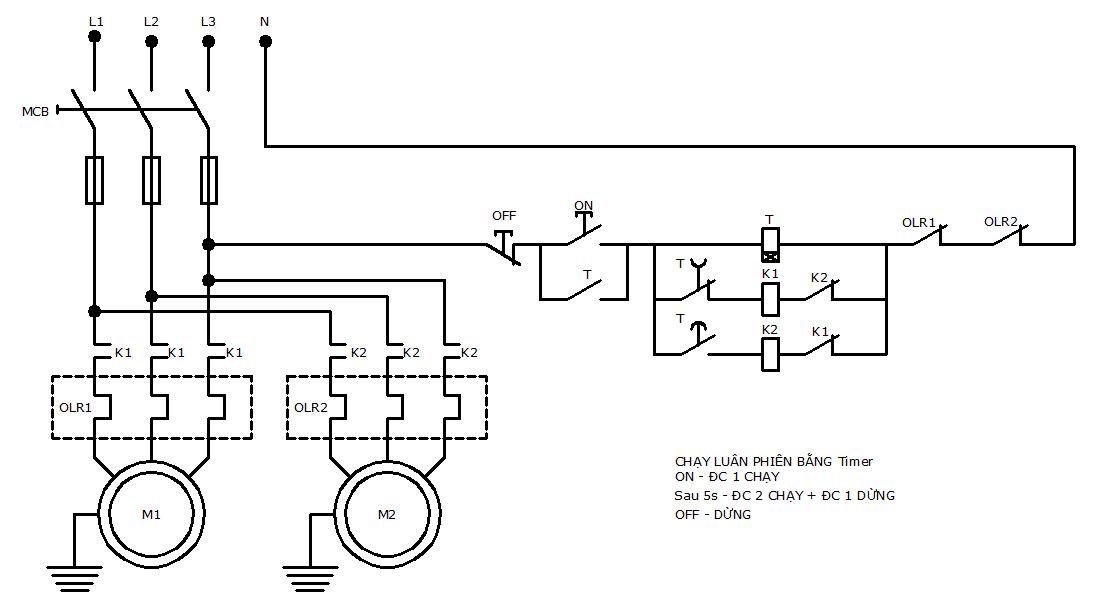 L1 L2 L3 N
MCB
OFF ON T OLR1 OLR2
T T K1 K2
T K2 K1
K1 K1 K1 K2 K2 K2
OLR1 OLR2
M1 M2
CHẠY LUÂN PHIÊN BẰNG Timer
ON - ĐC 1 CHẠY
Sau 5s - ĐC 2 CHẠY + ĐC 1 DỪNG
OFF - DỪNG